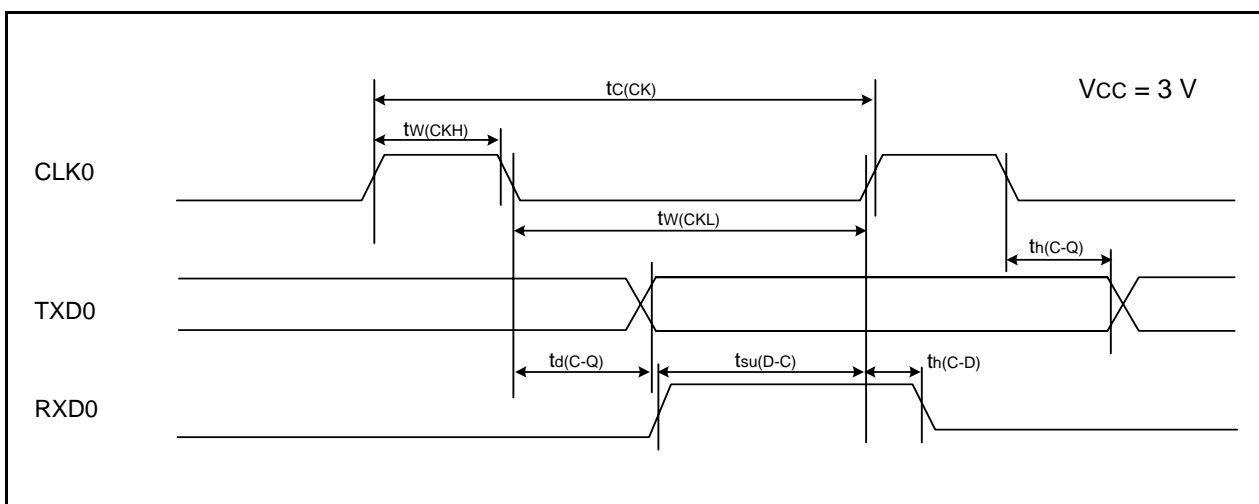 tC(CK)
VCC = 3 V
tW(CKH)
CLK0
tW(CKL)
th(C-Q)
TXD0
td(C-Q)
tsu(D-C)
th(C-D)
RXD0